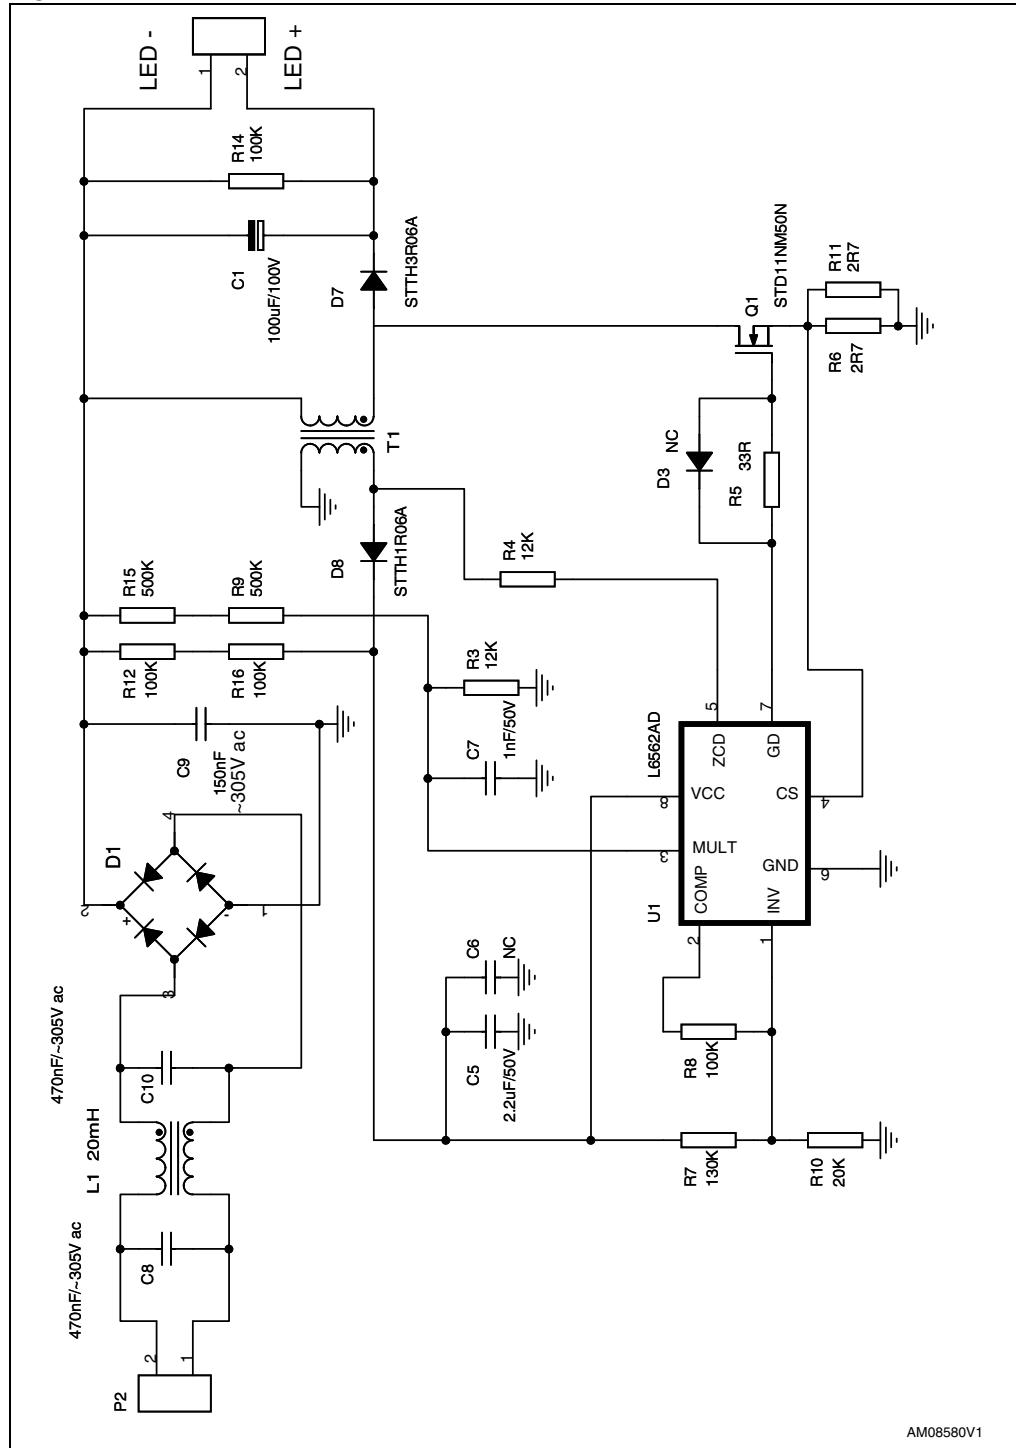 LED -
LED +
1
2
R14
100K
C1
100uF/100V
D7
STTH3R06A
Q1
STD11NM50N
R11
2R7
R6
2R7
T1
D8
STTH1R06A
D3
NC
R5
33R
R4
12K
R15
500K
R9
500K
R12
100K
R16
100K
R3
12K
C7
1nF/50V
C9
150nF
~305V ac
D1
4
2
+
-
1
3
U1
L6562AD
5
7
8
4
3
6
2
1
ZCD
GD
VCC
CS
MULT
GND
COMP
INV
C6
NC
C5
2.2uF/50V
R8
100K
R7
130K
R10
20K
470nF/~305V ac
C10
L1 20mH
470nF/~305V ac
C8
P2
2
1
AM08580V1